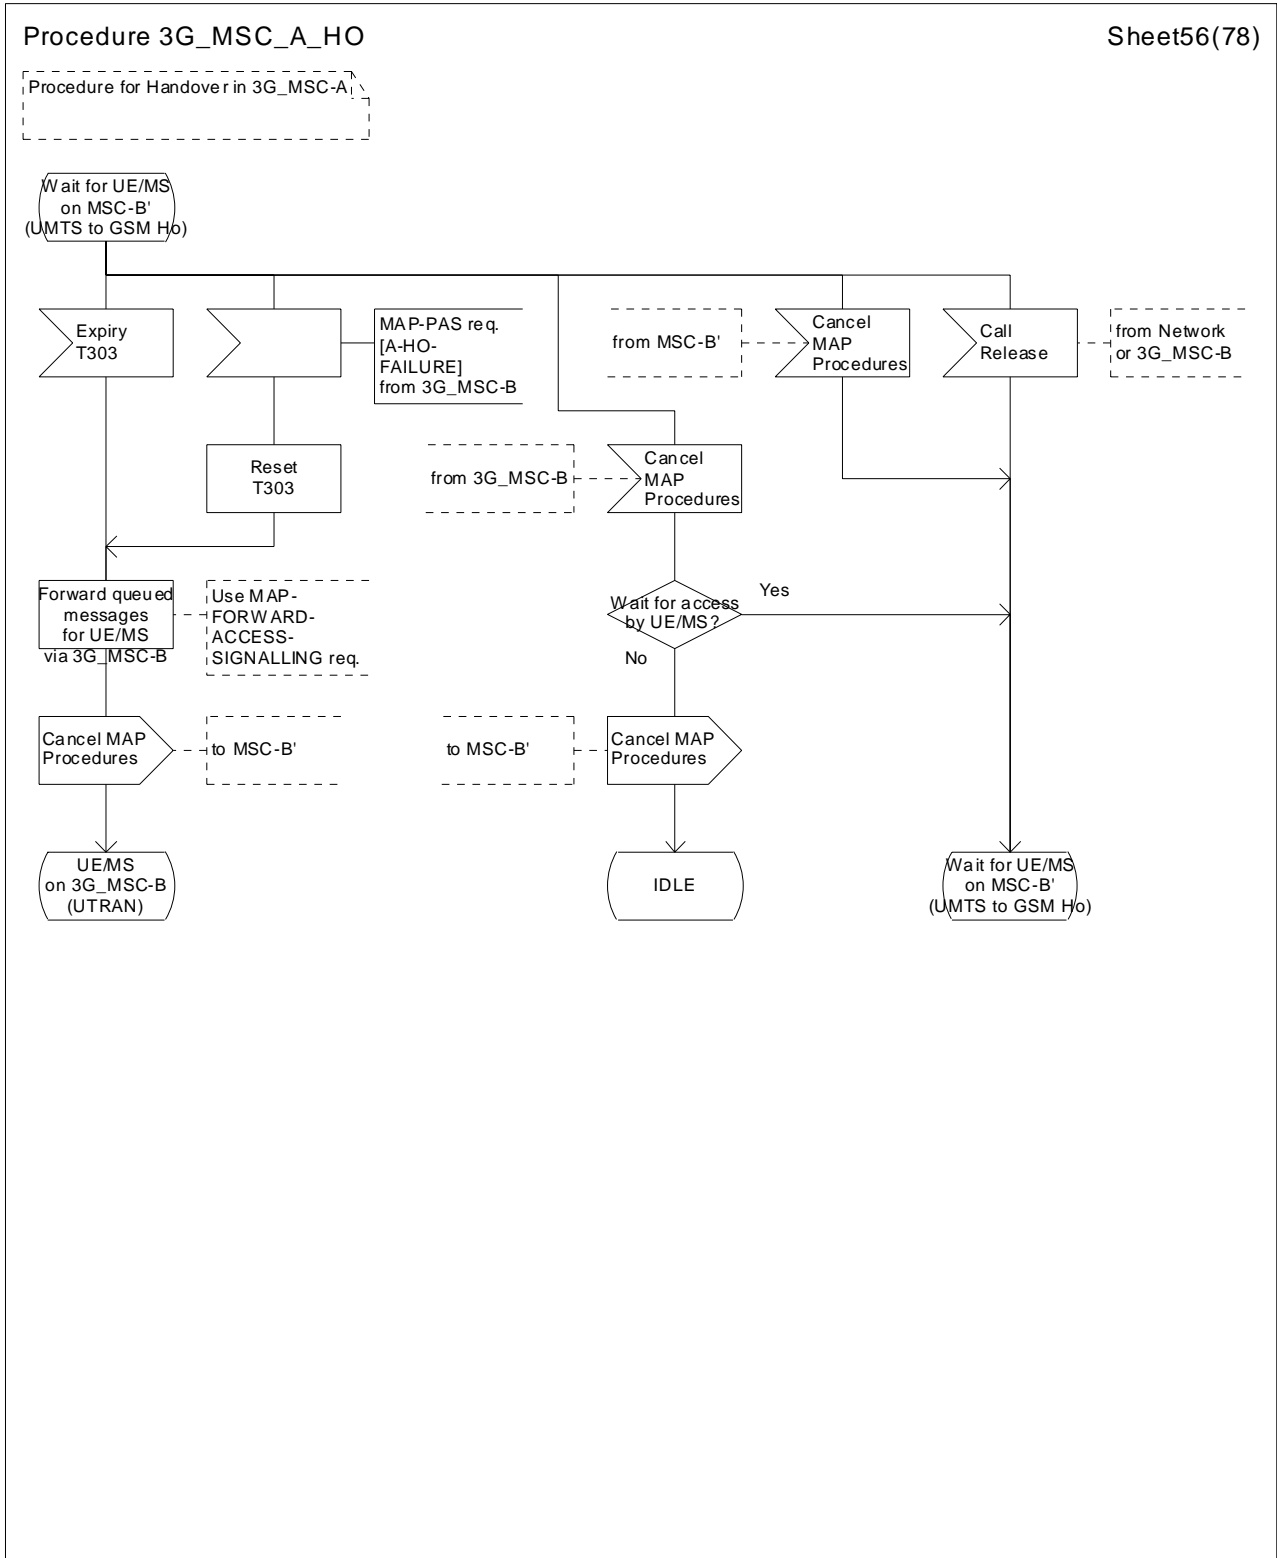 Procedure 3G_MSC_A_HO
Sheet56(78)
Procedure for Handover in 3G_MSC-A
Wait for UE/MS
on MSC-B'
(UMTS to GSM Ho)
Expiry
T303
MAP-PAS req.
[A-HO-
FAILURE]
from 3G_MSC-B
from MSC-B'
Cancel
MAP
Procedures
Call
Release
from Network
or 3G_MSC-B
Reset
T303
from 3G_MSC-B
Cancel
MAP
Procedures
Forward queued
messages
for UE/MS
via 3G_MSC-B
Use MAP-
FORWARD-
ACCESS-
SIGNALLING req.
Wait for access
by UE/MS?
Yes
No
Cancel MAP
Procedures
to MSC-B'
to MSC-B'
Cancel MAP
Procedures
UE/MS
on 3G_MSC-B
(UTRAN)
IDLE
Wait for UE/MS
on MSC-B'
(UMTS to GSM Ho)